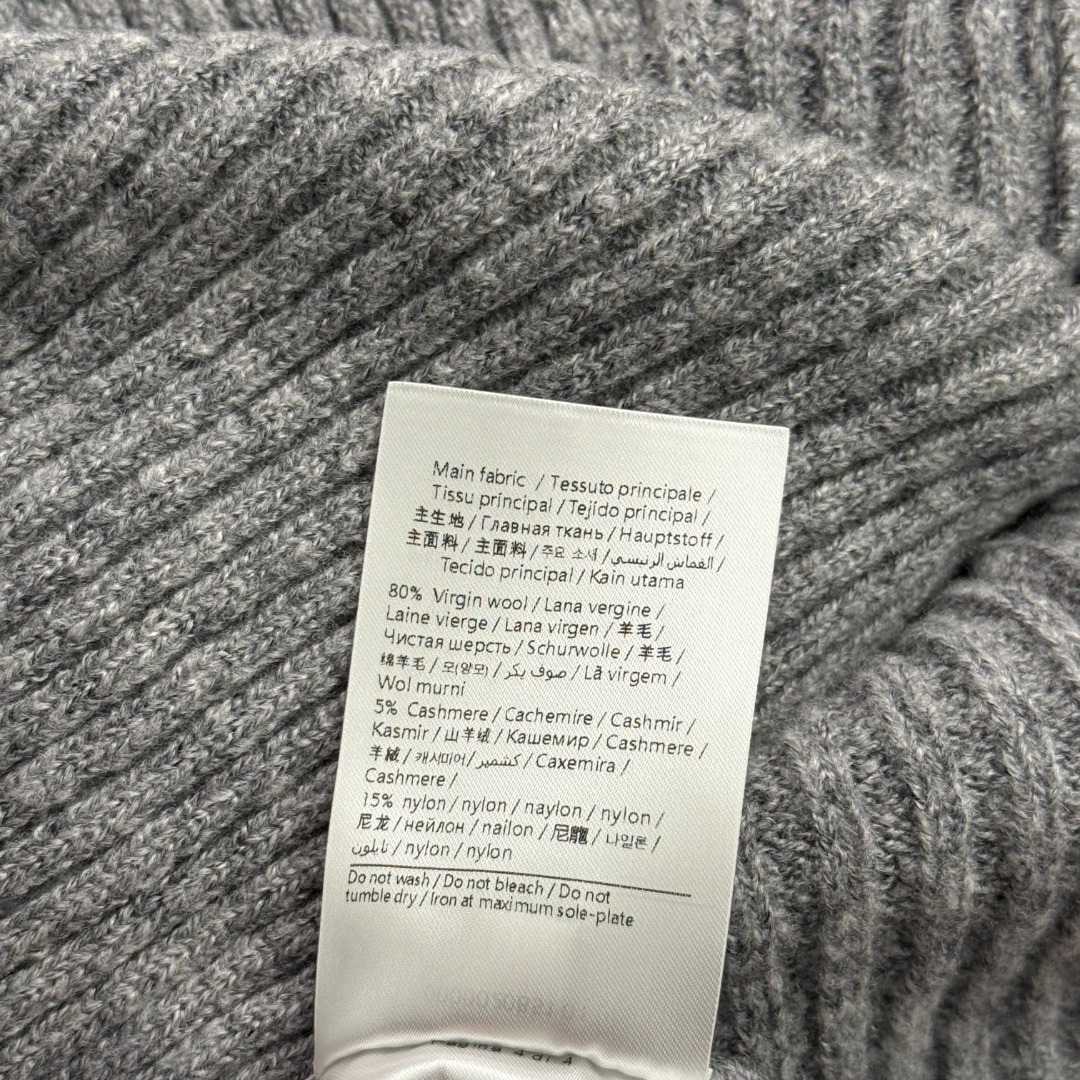 Main fabric / Tessuto principale /
Tissu principal / Tejido principal /
主生地 / Главная ткань / Hauptstoff /
主面料 / 主面料 / 주요 소재 / القماش الرئيسي /
Tecido principal / Kain utama
80% Virgin wool / Lana vergine /
Laine vierge / Lana virgen / 羊毛 /
Чистая шерсть / Schurwolle / 羊毛 /
绵羊毛 / 모(양모) / صوف بكر / Lã virgem /
Wol murni
5% Cashmere / Cachemire / Cashmir /
Kasmir / 山羊绒 / Кашемир / Cashmere /
羊絨 / 캐시미어 / كشمير / Caxemira /
Cashmere /
15% nylon / nylon / naylon / nylon /
尼龙 / нейлон / nailon / 尼龍 / 나일론 /
نايلون / nylon / nylon
Do not wash / Do not bleach / Do not
tumble dry / Iron at maximum sole-plate